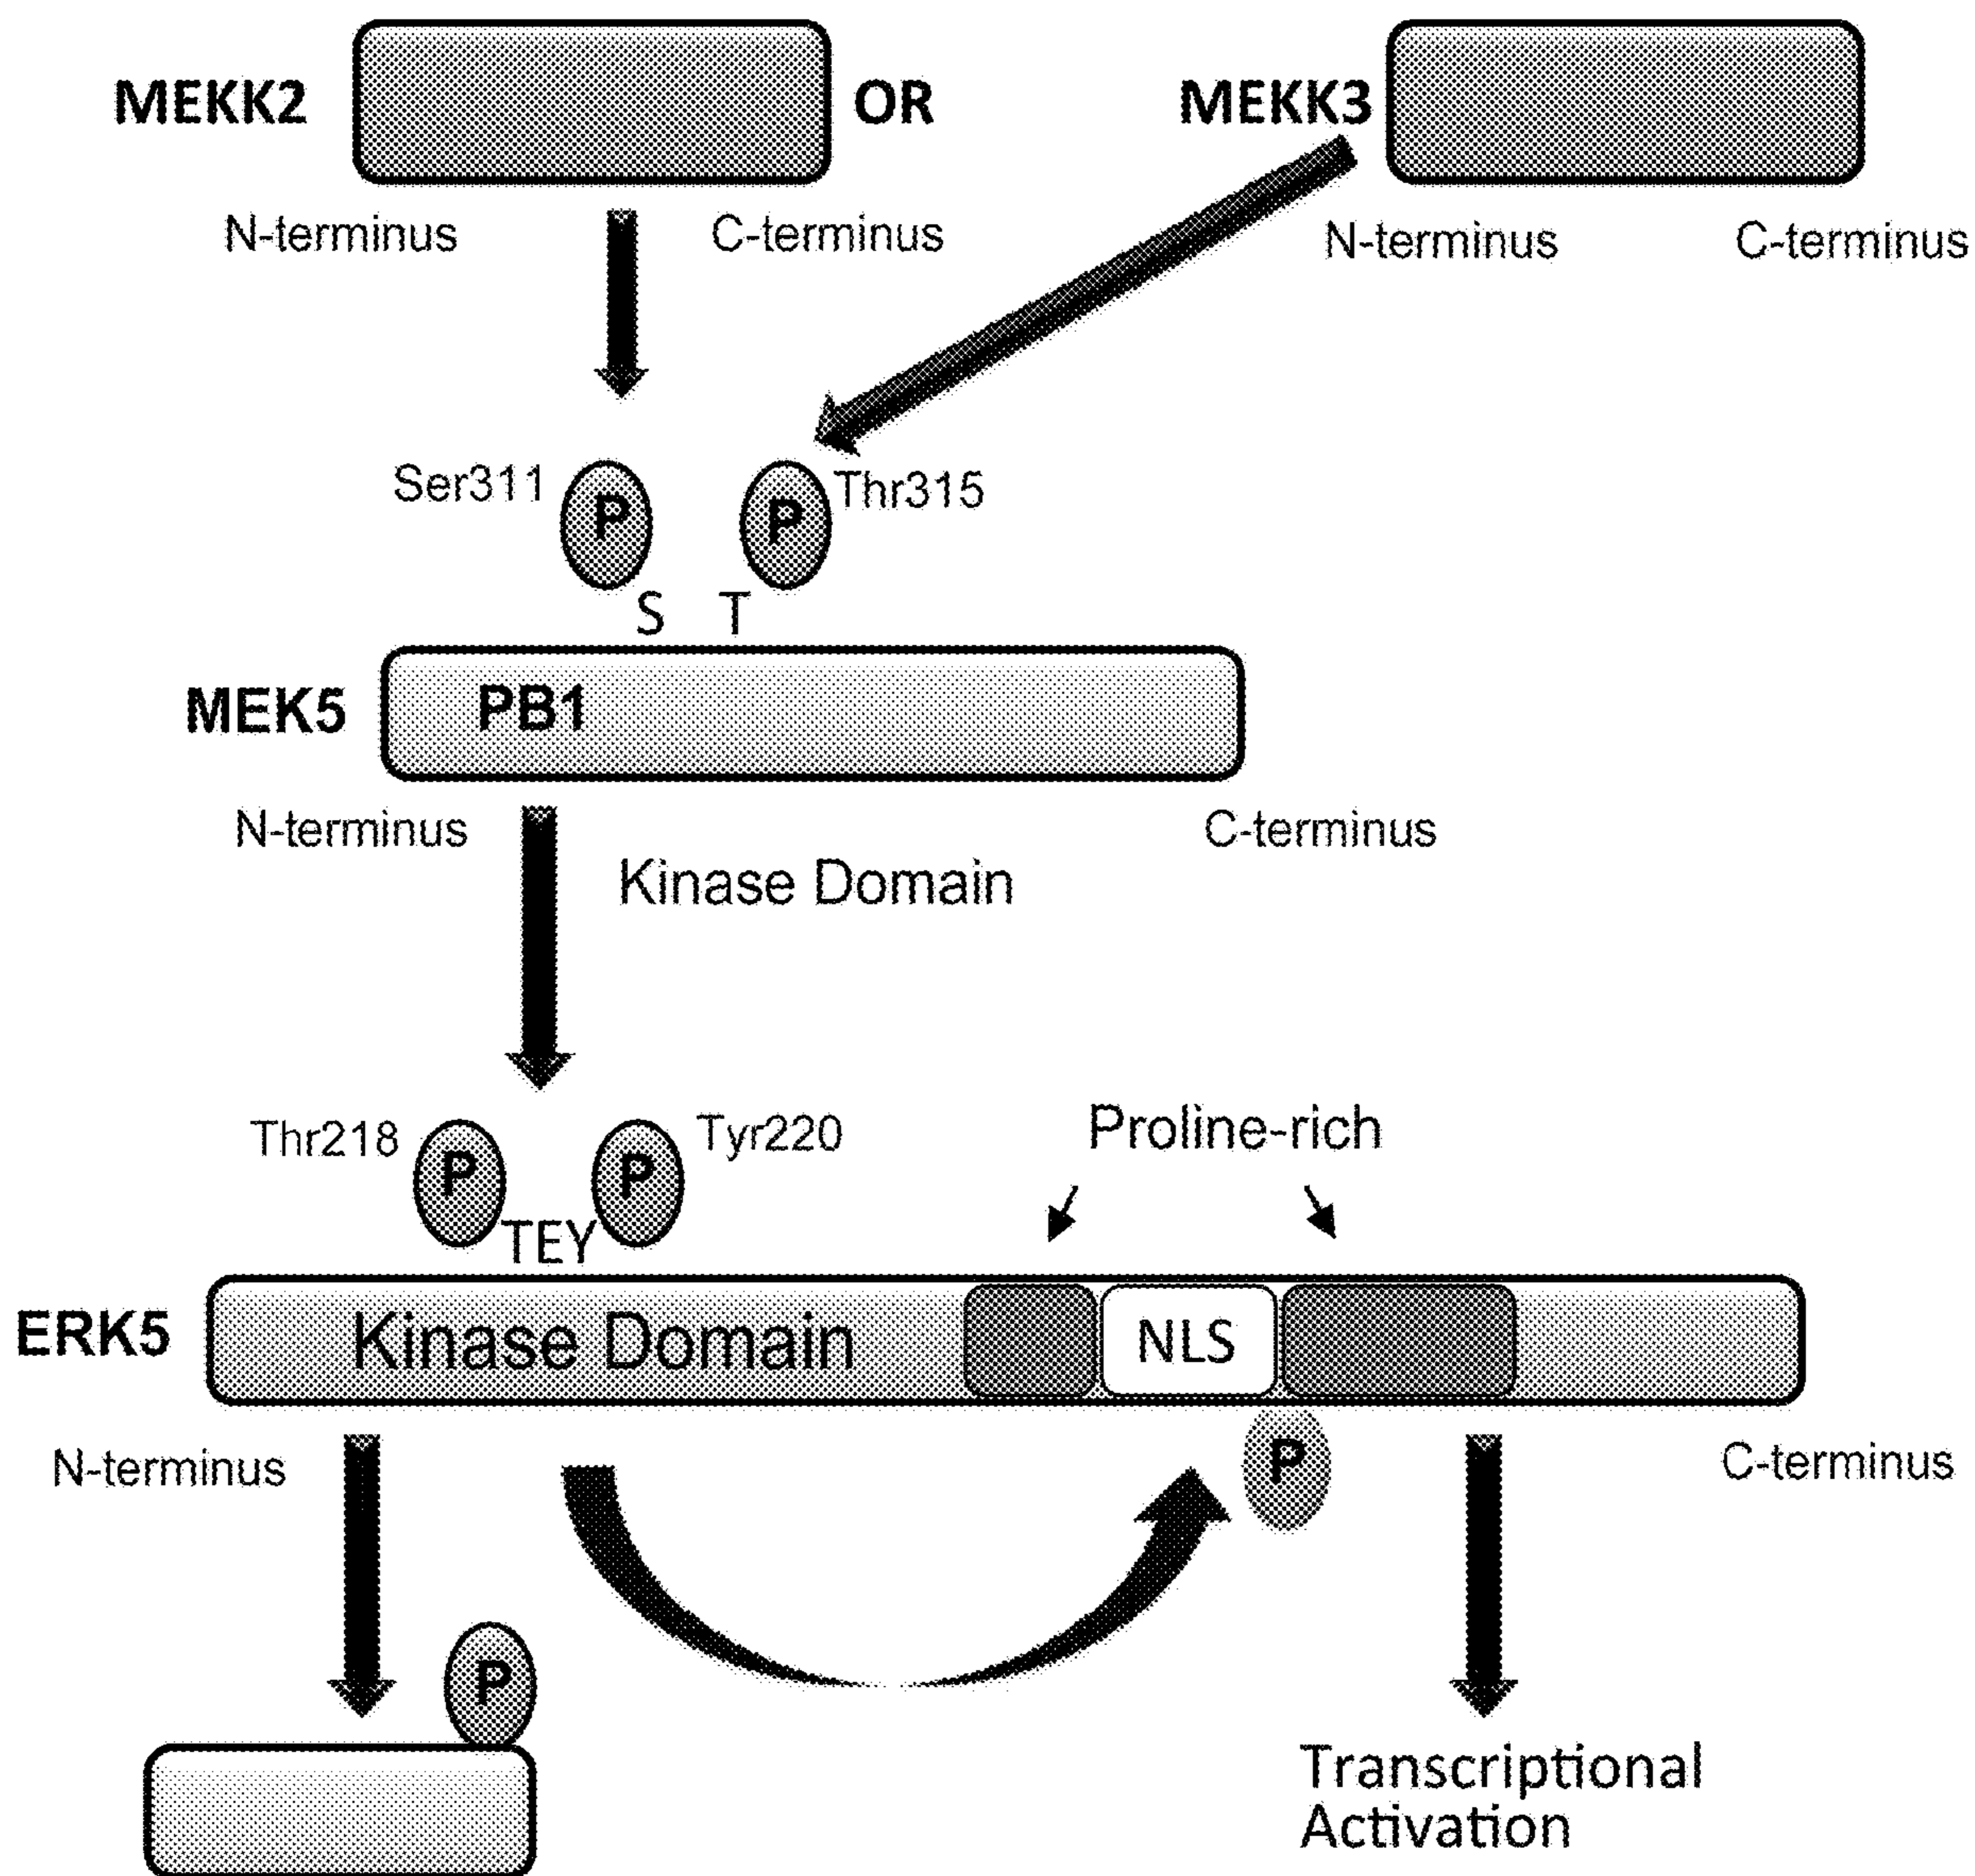 MEKK2
OR
MEKK3
N-terminus
C-terminus
N-terminus
C-terminus
Ser311
P
P
Thr315
S
T
MEK5
PB1
N-terminus
C-terminus
Kinase Domain
Thr218
P
P
Tyr220
Proline-rich
TEY
ERK5
Kinase Domain
NLS
N-terminus
P
C-terminus
P
Transcriptional
Activation